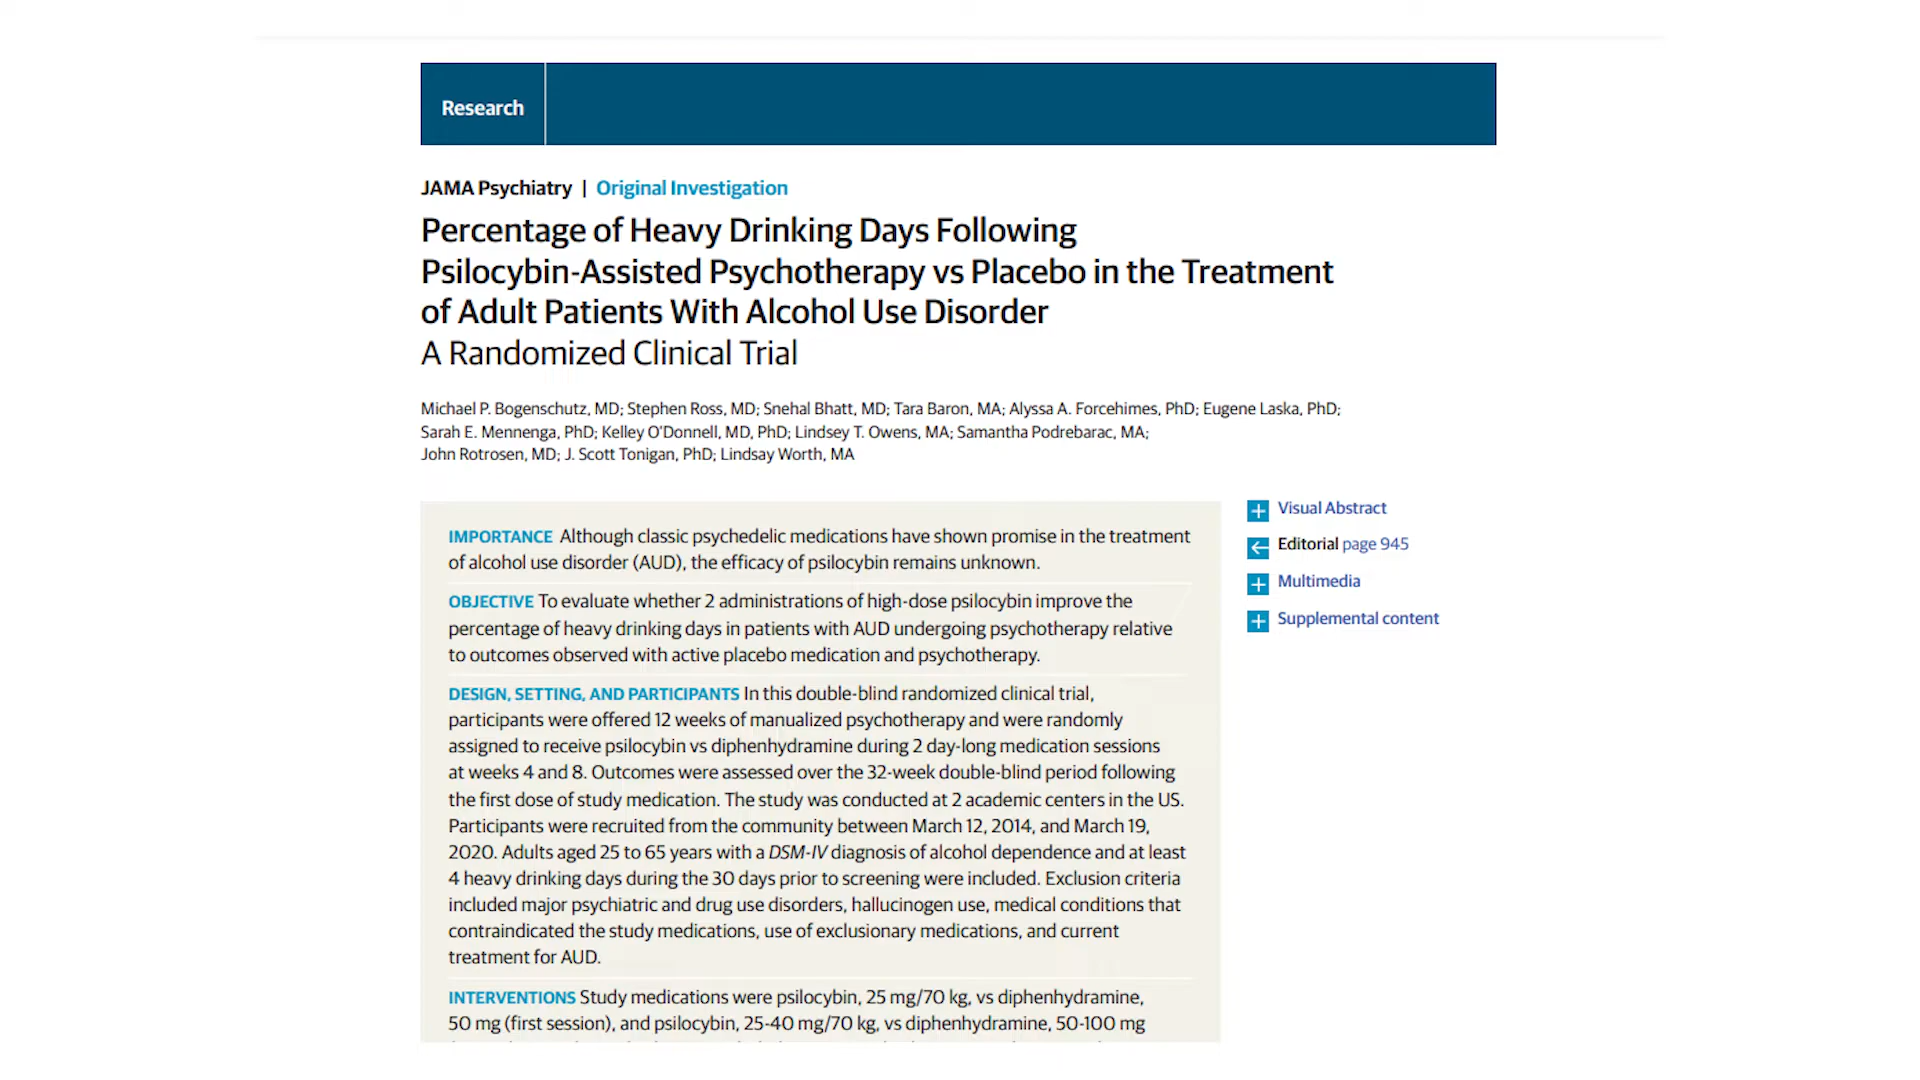 Research
JAMA Psychiatry | Original Investigation
Percentage of Heavy Drinking Days Following
Psilocybin-Assisted Psychotherapy vs Placebo in the Treatment
of Adult Patients With Alcohol Use Disorder
A Randomized Clinical Trial
Michael P. Bogenschutz, MD; Stephen Ross, MD; Snehal Bhatt, MD; Tara Baron, MA; Alyssa A. Forcehimes, PhD; Eugene Laska, PhD;
Sarah E. Mennenga, PhD; Kelley O'Donnell, MD, PhD; Lindsey T. Owens, MA; Samantha Podrebarac, MA;
John Rotrosen, MD; J. Scott Tonigan, PhD; Lindsay Worth, MA
IMPORTANCE Although classic psychedelic medications have shown promise in the treatment
of alcohol use disorder (AUD), the efficacy of psilocybin remains unknown.
OBJECTIVE To evaluate whether 2 administrations of high-dose psilocybin improve the
percentage of heavy drinking days in patients with AUD undergoing psychotherapy relative
to outcomes observed with active placebo medication and psychotherapy.
DESIGN, SETTING, AND PARTICIPANTS In this double-blind randomized clinical trial,
participants were offered 12 weeks of manualized psychotherapy and were randomly
assigned to receive psilocybin vs diphenhydramine during 2 day-long medication sessions
at weeks 4 and 8. Outcomes were assessed over the 32-week double-blind period following
the first dose of study medication. The study was conducted at 2 academic centers in the US.
Participants were recruited from the community between March 12, 2014, and March 19,
2020. Adults aged 25 to 65 years with a DSM-IV diagnosis of alcohol dependence and at least
4 heavy drinking days during the 30 days prior to screening were included. Exclusion criteria
included major psychiatric and drug use disorders, hallucinogen use, medical conditions that
contraindicated the study medications, use of exclusionary medications, and current
treatment for AUD.
INTERVENTIONS Study medications were psilocybin, 25 mg/70 kg, vs diphenhydramine,
50 mg (first session), and psilocybin, 25-40 mg/70 kg, vs diphenhydramine, 50-100 mg
Visual Abstract
Editorial page 945
Multimedia
Supplemental content